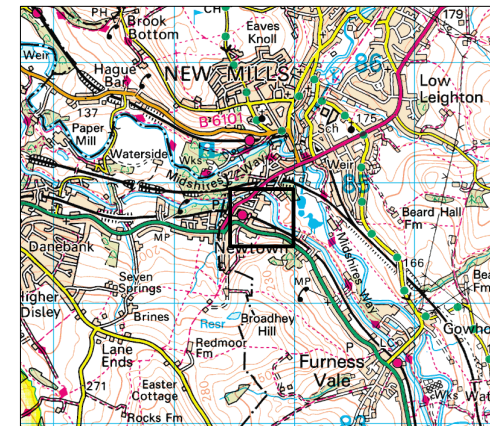 CH
179
PH
Brook
Bottom
Eaves
Knoll
Weir
86
Hague
Bar
NEW MILLS
Low
Leighton
137
B 6101
175
Paper
Mill
Sch
Waterside
Wks
Weir
Midshires Way
85
Beard Hall
Fm
Danebank
MP
Newtown
Midshires Way
166
Seven
Springs
MP
Higher
Disley
Brines
Resr
Broadhey
Hill
Gowho
Redmoor
Fm
Lane
Ends
P
LC
Furness
Vale
271
Easter
Cottage
Wks
Wat
Rocks Fm